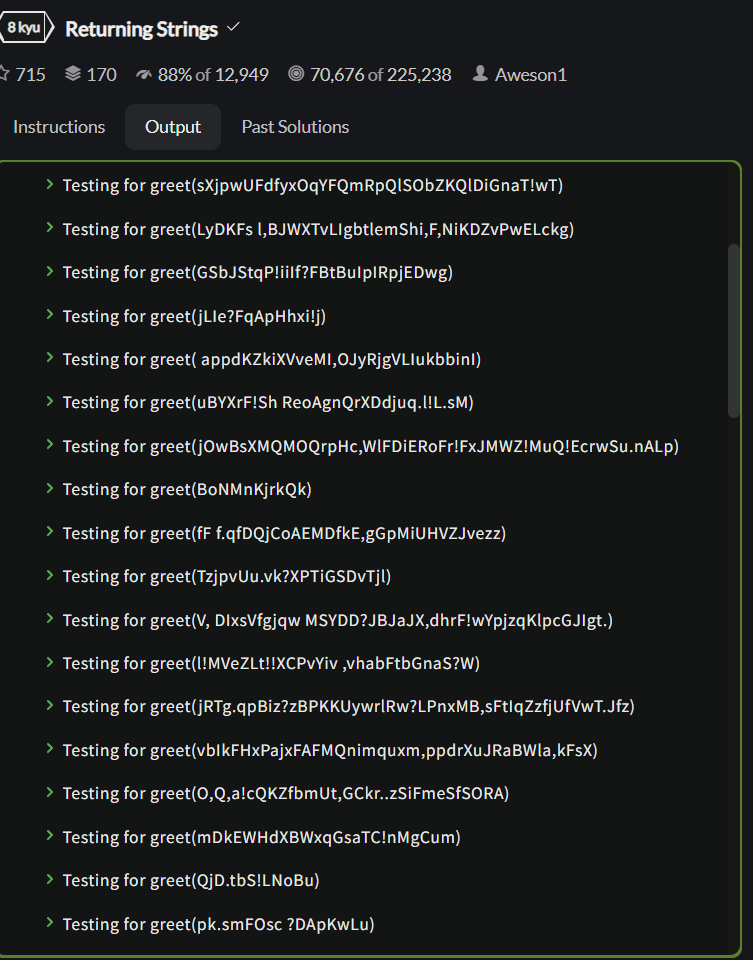 8 kyu Returning Strings
715 170 88% of 12,949 70,676 of 225,238 Aweson1
Instructions Output Past Solutions
Testing for greet(sXjpwUFdfyxOqYFQmRpQlSObZKQlDiGnaT!wT)
Testing for greet(LyDKFs l,BJWXTvLIgbtlemShi,F,NiKDZvPwELckg)
Testing for greet(GSbJStqP!iiIf?FBtBuIpIRpjEDwg)
Testing for greet(jLIe?FqApHhxi!j)
Testing for greet( appdKZkiXVveMI,OJyRjgVLIukbbinI)
Testing for greet(uBYXrF!Sh ReoAgnQrXDdjuq.l!L.sM)
Testing for greet(jOwBsXMQMOQrpHc,WlFDiERoFr!FxJMWZ!MuQ!EcrwSu.nALp)
Testing for greet(BoNMnKjrkQk)
Testing for greet(fF f.qfDQjCoAEMDfkE,gGpMiUHVZJvezz)
Testing for greet(TzjpvUu.vk?XPTiGSDvTjl)
Testing for greet(V, DIxsVfgjqw MSYDD?JBJaJX,dhrF!wYpjzqKlpcGJIgt.)
Testing for greet(l!MVeZLt!!XCPvYiv ,vhabFtbGnaS?W)
Testing for greet(jRTg.qpBiz?zBPKKUywrlRw?LPnxMB,sFtIqZzfjUfVwT.Jfz)
Testing for greet(vbIkFHxPajxFAFMQnimquxm,ppdrXuJRaBWla,kFsX)
Testing for greet(O,Q,a!cQKZfbmUt,GCkr..zSiFmeSfSORA)
Testing for greet(mDkEWHdXBWxqGsaTC!nMgCum)
Testing for greet(QjD.tbS!LNoBu)
Testing for greet(pk.smFOsc ?DApKwLu)